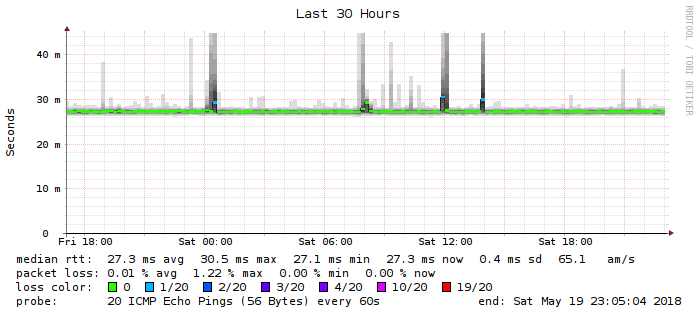 Last 30 Hours
RRDTOOL / TOBI OETIKER
Seconds
40 m
30 m
20 m
10 m
0
Fri 18:00 Sat 00:00 Sat 06:00 Sat 12:00 Sat 18:00
median rtt: 27.3 ms avg 30.5 ms max 27.1 ms min 27.3 ms now 0.4 ms sd 65.1 am/s
packet loss: 0.01 % avg 1.22 % max 0.00 % min 0.00 % now
loss color: 0 1/20 2/20 3/20 4/20 10/20 19/20
probe: 20 ICMP Echo Pings (56 Bytes) every 60s end: Sat May 19 23:05:04 2018